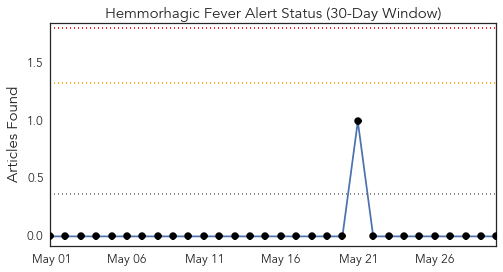 Hemmorhagic Fever Alert Status (30-Day Window)
Articles Found
1.5
1.0
0.5
0.0
May 01 May 06 May 11 May 16 May 21 May 26